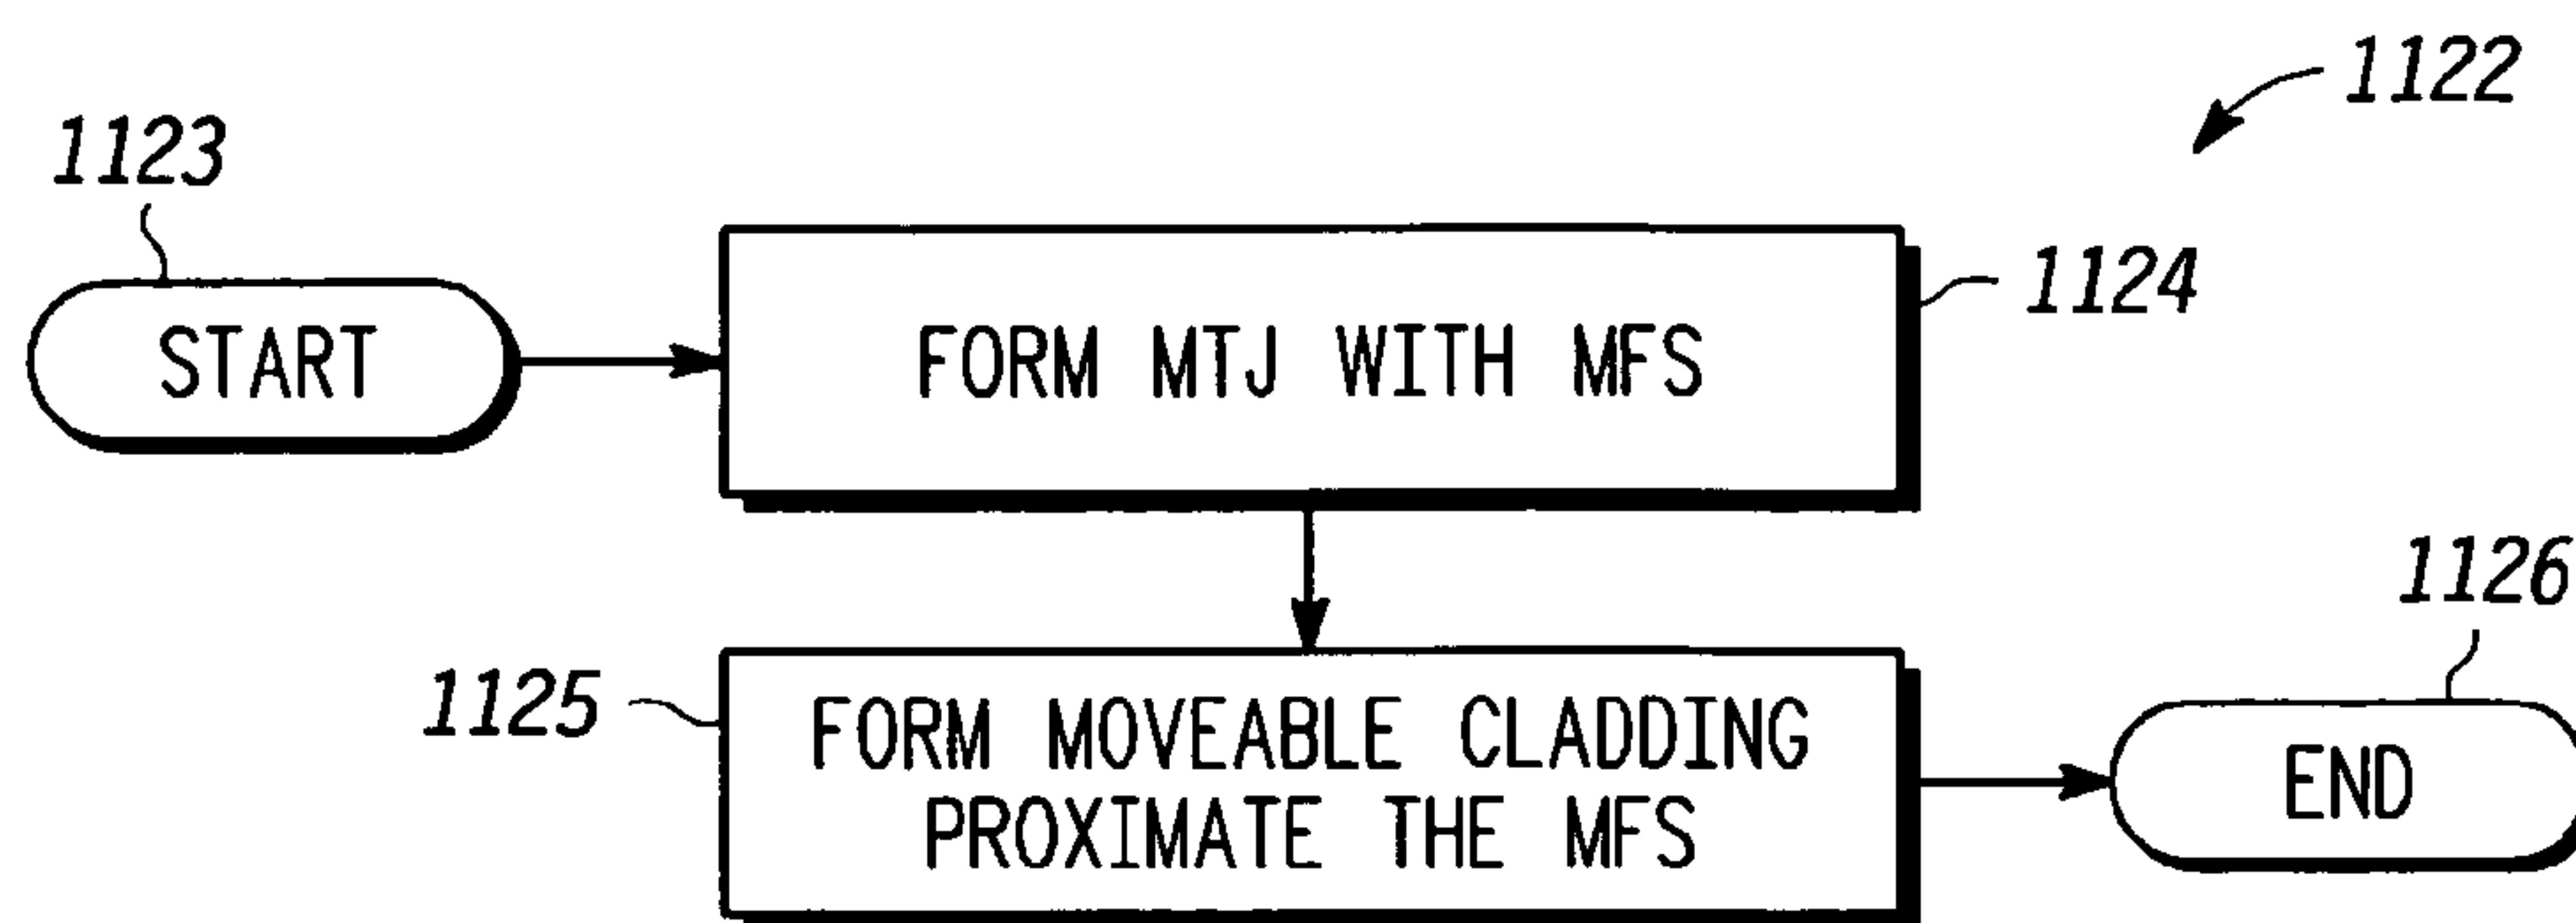 1122
1123
START
FORM MTJ WITH MFS
1124
1125
FORM MOVEABLE CLADDING
PROXIMATE THE MFS
1126
END